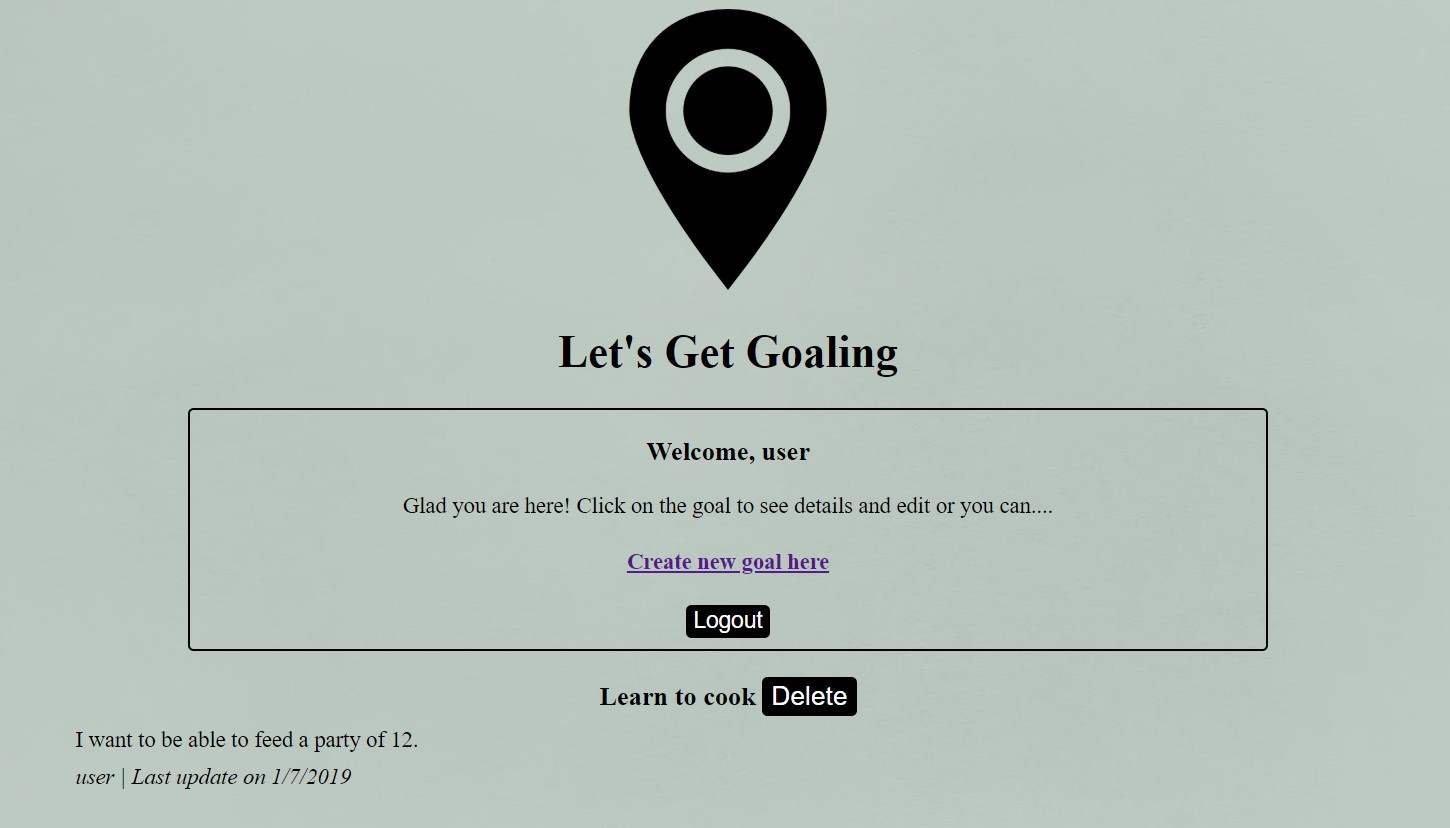 Let's Get Goaling
Welcome, user
Glad you are here! Click on the goal to see details and edit or you can....
Create new goal here
Logout
Learn to cook Delete
I want to be able to feed a party of 12.
user | Last update on 1/7/2019